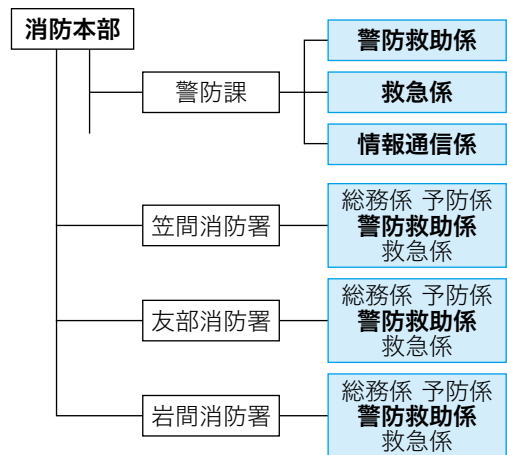 消防本部
警防課
警防救助係
救急係
情報通信係
笠間消防署
総務係 予防係
警防救助係
救急係
友部消防署
総務係 予防係
警防救助係
救急係
岩間消防署
総務係 予防係
警防救助係
救急係